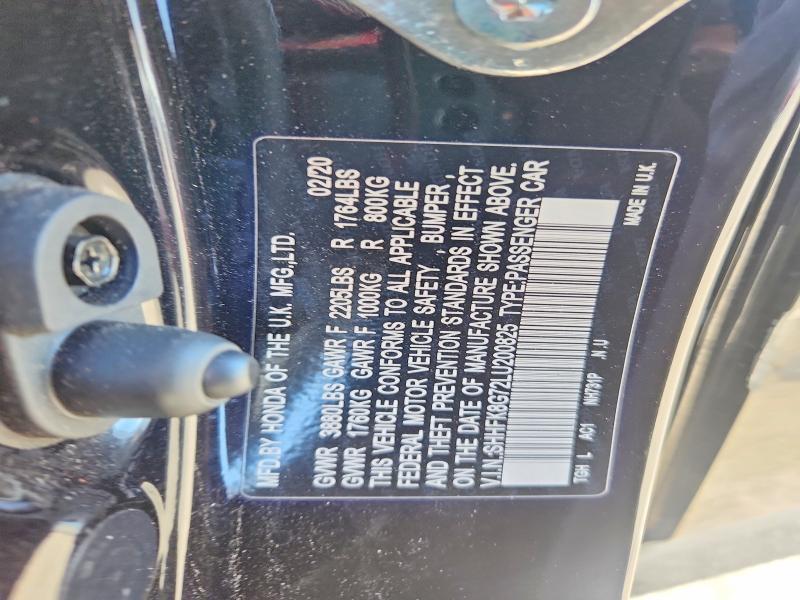 MFD.BY HONDA OF THE U.K. MFG.,LTD. 02/20
GVWR 3880LBS GAWR F 2205LBS R 1764LBS
GVWR 1760KG GAWR F 1000KG R 800KG
THIS VEHICLE CONFORMS TO ALL APPLICABLE
FEDERAL MOTOR VEHICLE SAFETY , BUMPER ,
AND THEFT PREVENTION STANDARDS IN EFFECT
ON THE DATE OF MANUFACTURE SHOWN ABOVE.
V.I.N.:SHHFK8G72LU200825 TYPE:PASSENGER CAR
TGH L AC1 NH731P .N.U
MADE IN U.K.